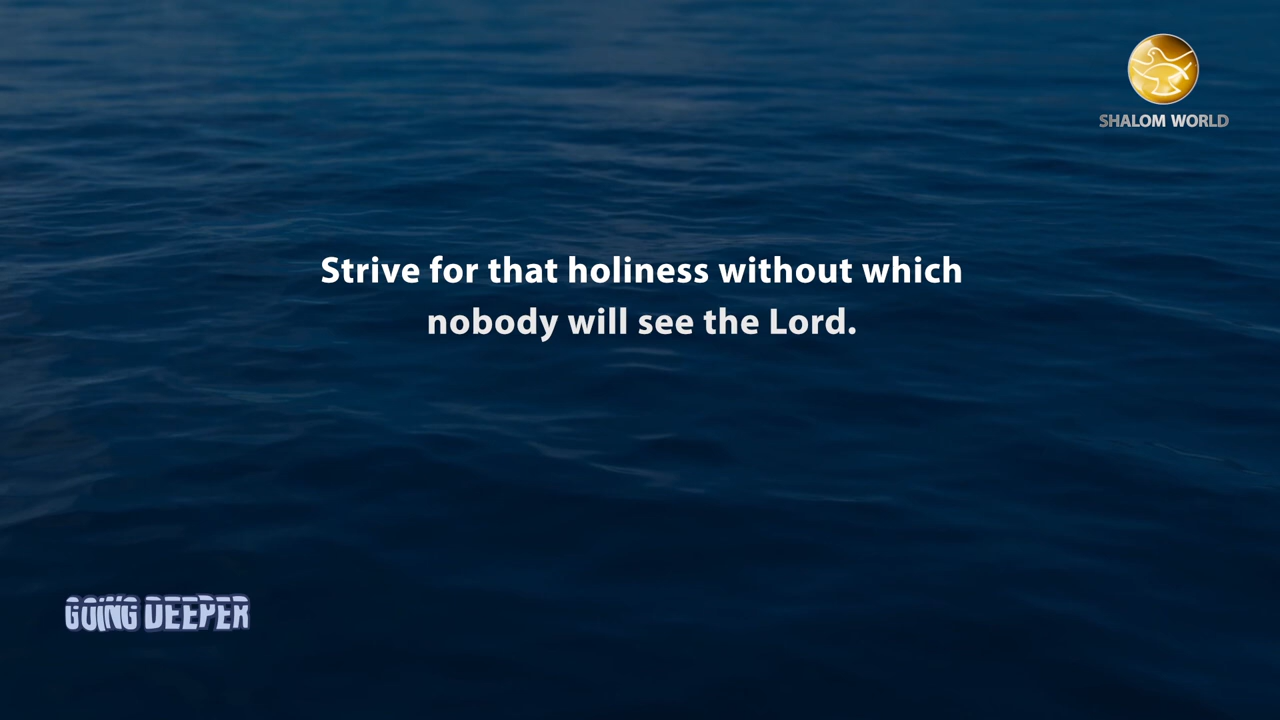 SHALOM WORLD
Strive for that holiness without which
nobody will see the Lord.
GOING DEEPER